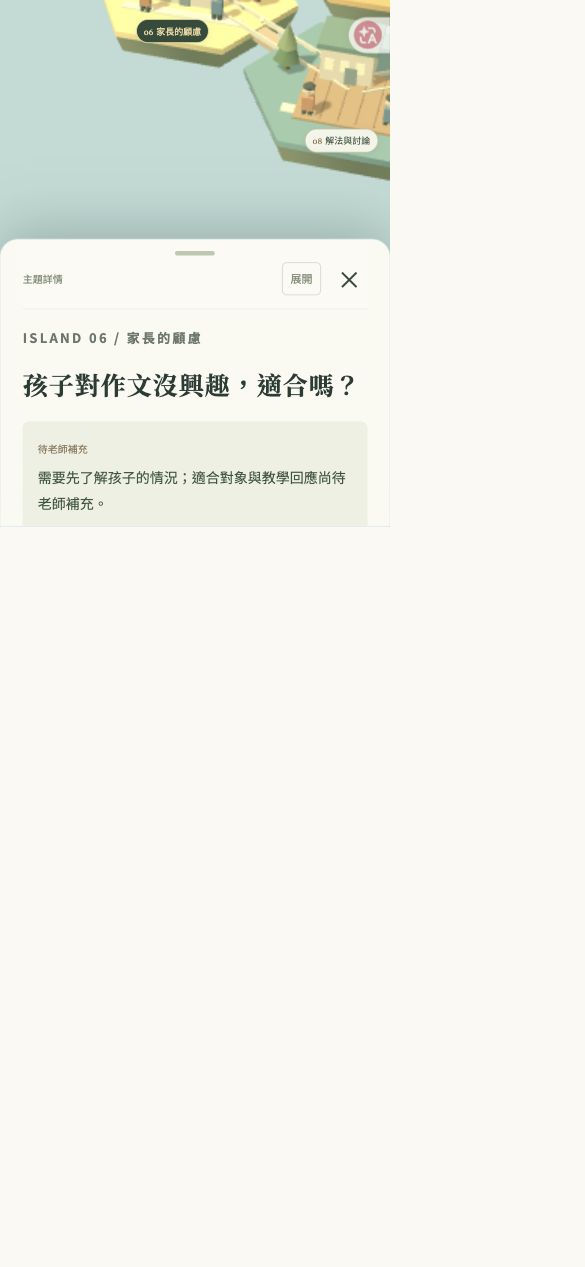 06 家長的顧慮
08 解法與討論
主題詳情
展開
ISLAND 06 / 家長的顧慮
孩子對作文沒興趣，適合嗎？
待老師補充
需要先了解孩子的情況；適合對象與教學回應尚待
老師補充。